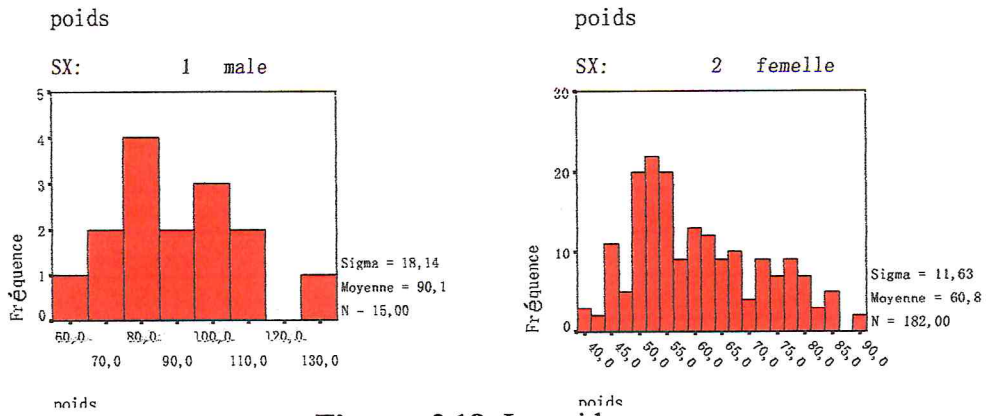 poids
SX: 1 male
5
4
3
2
1
0
Fréquence
Sigma = 18,14
Moyenne = 90,1
N - 15,00
60,0 80,0 100,0 120,0
70,0 90,0 110,0 130,0
poids
poids
SX: 2 femelle
30
20
10
0
Fréquence
Sigma = 11,63
Moyenne = 60,8
N = 182,00
40,0 45,0 50,0 55,0 60,0 65,0 70,0 75,0 80,0 85,0 90,0
poids